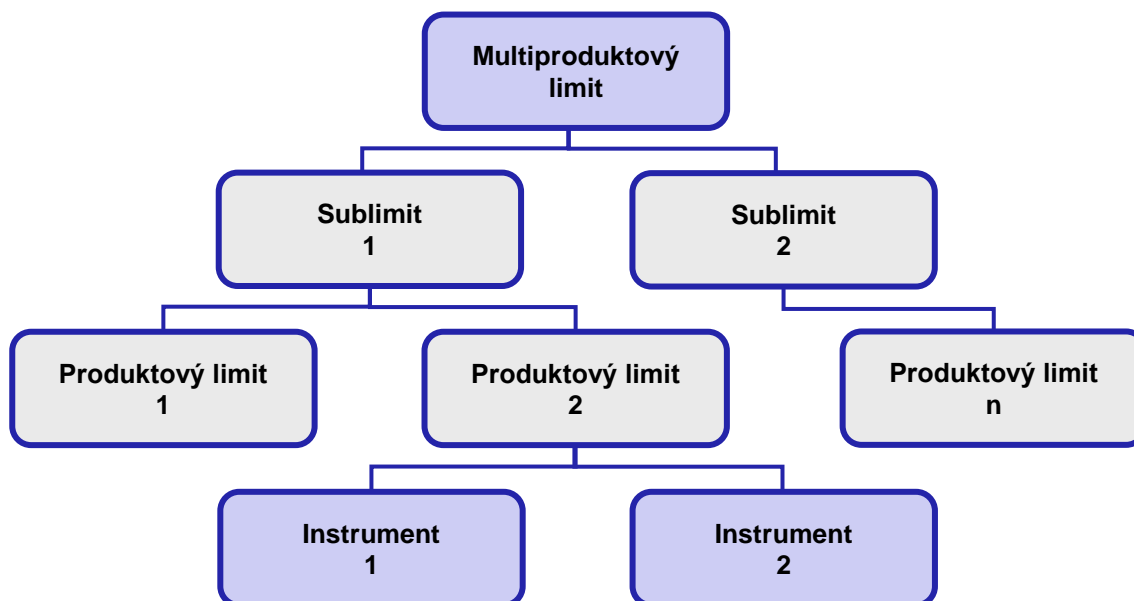 Multiproduktový
limit
Sublimit
1
Sublimit
2
Produktový limit
1
Produktový limit
2
Produktový limit
n
Instrument
1
Instrument
2